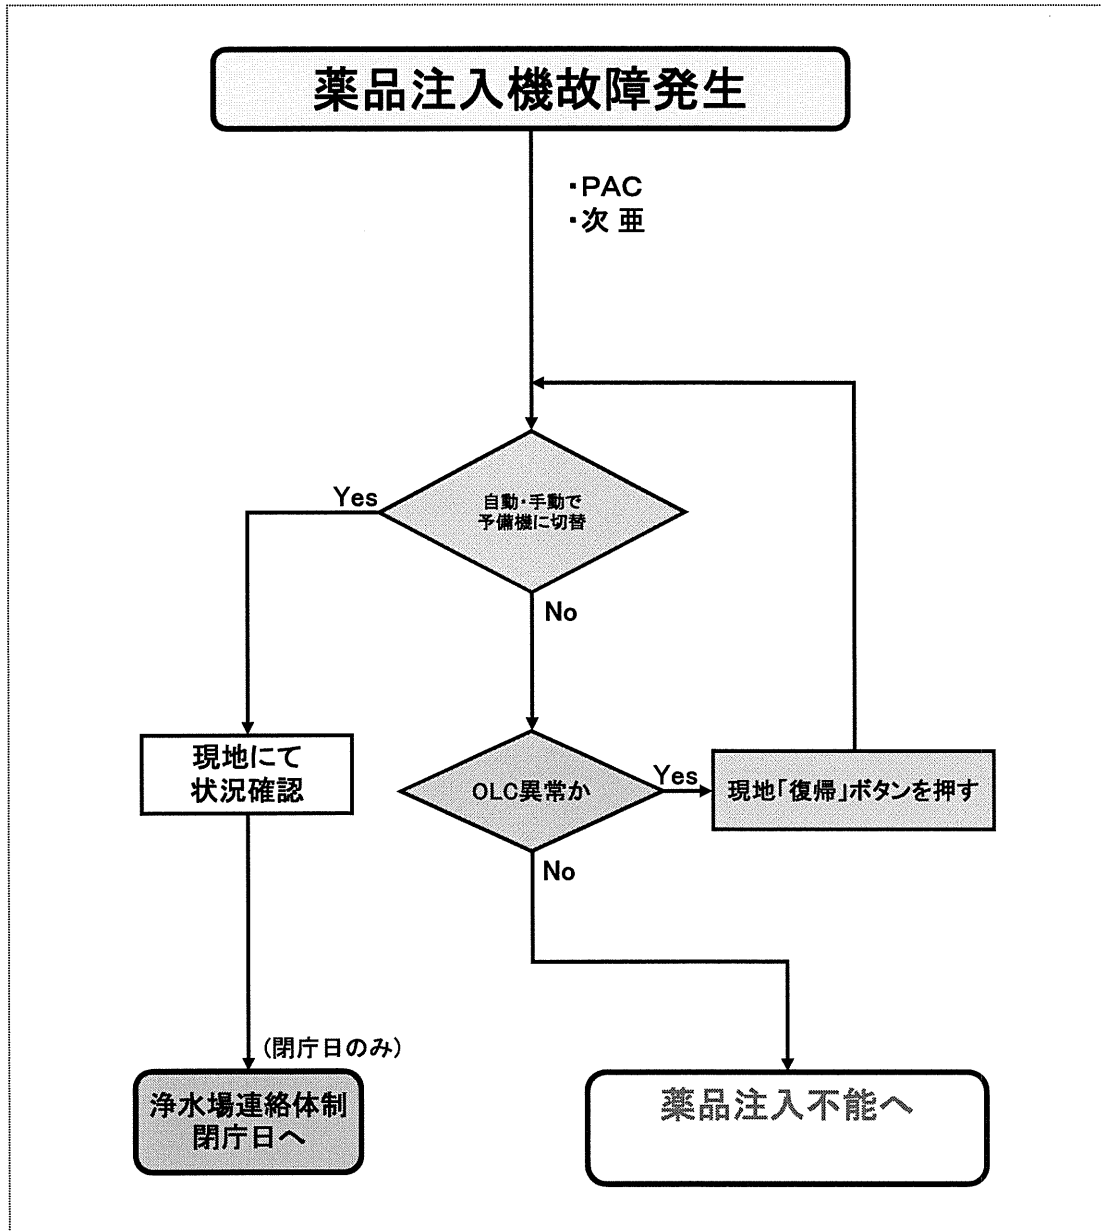 薬品注入機故障発生
・PAC
・次 亜
自動・手動で
予備機に切替
Yes
No
現地にて
状況確認
OLC異常か
Yes
現地「復帰」ボタンを押す
No
(閉庁日のみ)
浄水場連絡体制
閉庁日へ
薬品注入不能へ